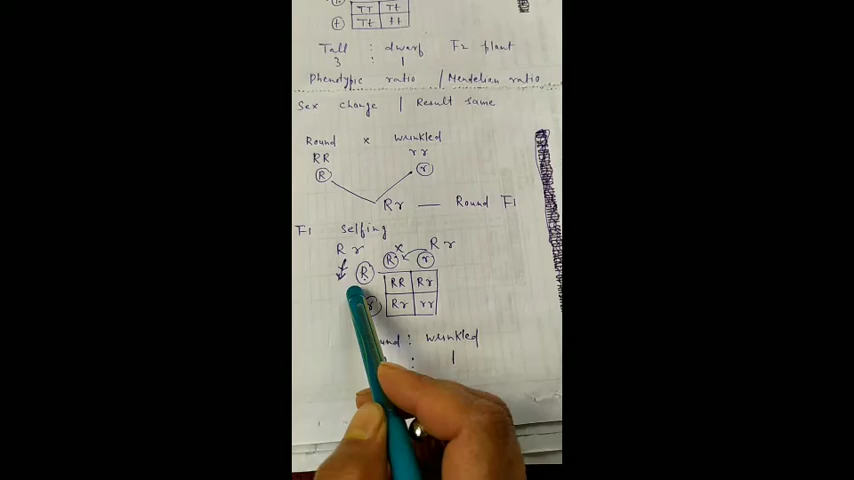 TT Tt
t Tt tt
Tall : dwarf F2 plant
3 : 1
Phenotypic ratio / Mendelian ratio
Sex change | Result same
Round x wrinkled
RR rr
R r
Rr — Round F1
F1 selfing
Rr x Rr
R r
R RR Rr
r Rr rr
: wrinkled
: 1